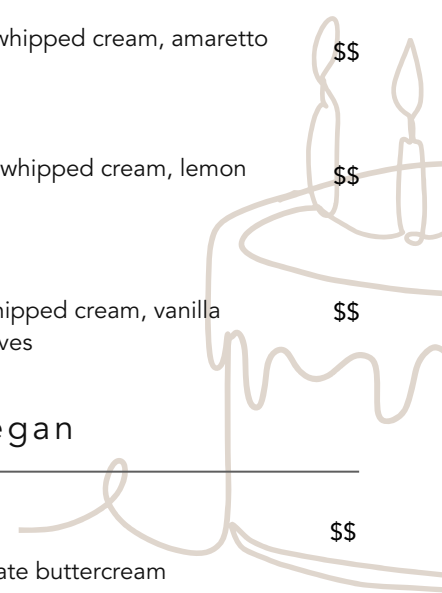 whipped cream, amaretto $$
whipped cream, lemon $$
hipped cream, vanilla $$
ves
egan
$$
ate buttercream